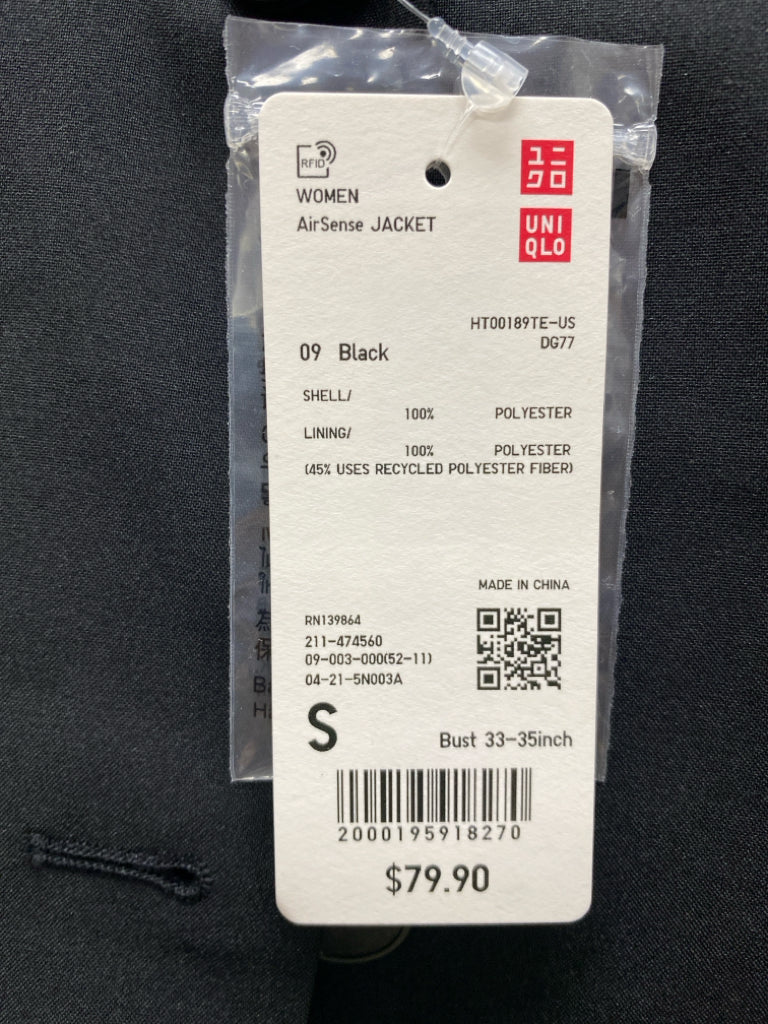 RFID
ユニ
クロ
WOMEN
AirSense JACKET
UNI
QLO
HT00189TE-US
DG77
09 Black
SHELL/
100% POLYESTER
LINING/
100% POLYESTER
(45% USES RECYCLED POLYESTER FIBER)
MADE IN CHINA
RN139864
211-474560
09-003-000(52-11)
04-21-5N003A
S
Bust 33-35inch
2000195918270
$79.90
為
保